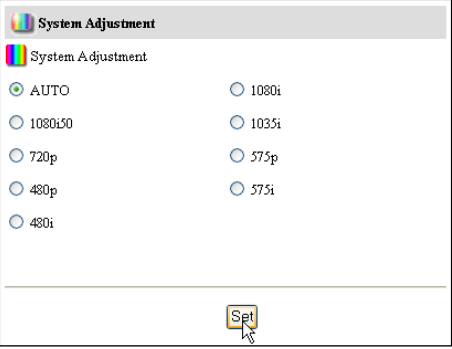 System Adjustment
System Adjustment
AUTO 1080i
1080i50 1035i
720p 575p
480p 575i
480i
Set